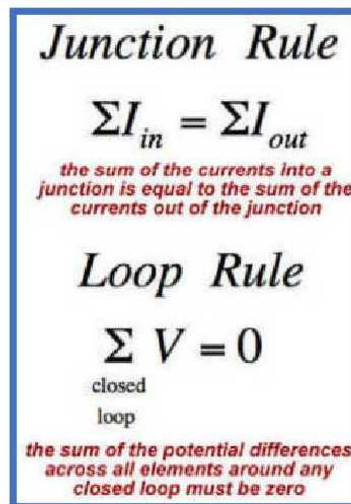 Junction Rule
ΣI_in = ΣI_out
the sum of the currents into a
junction is equal to the sum of the
currents out of the junction
Loop Rule
Σ V = 0
closed
loop
the sum of the potential differences
across all elements around any
closed loop must be zero